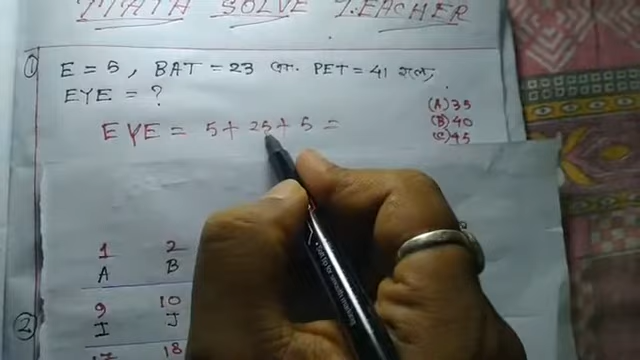 MATH SOLVE TEACHER
① E = 5, BAT = 23 PET = 41 হলে,
EYE = ?
(A) 35
(B) 40
(C) 45
EYE = 5 + 25 + 5 =
1 2
A B
9 10
I J
② 17 18